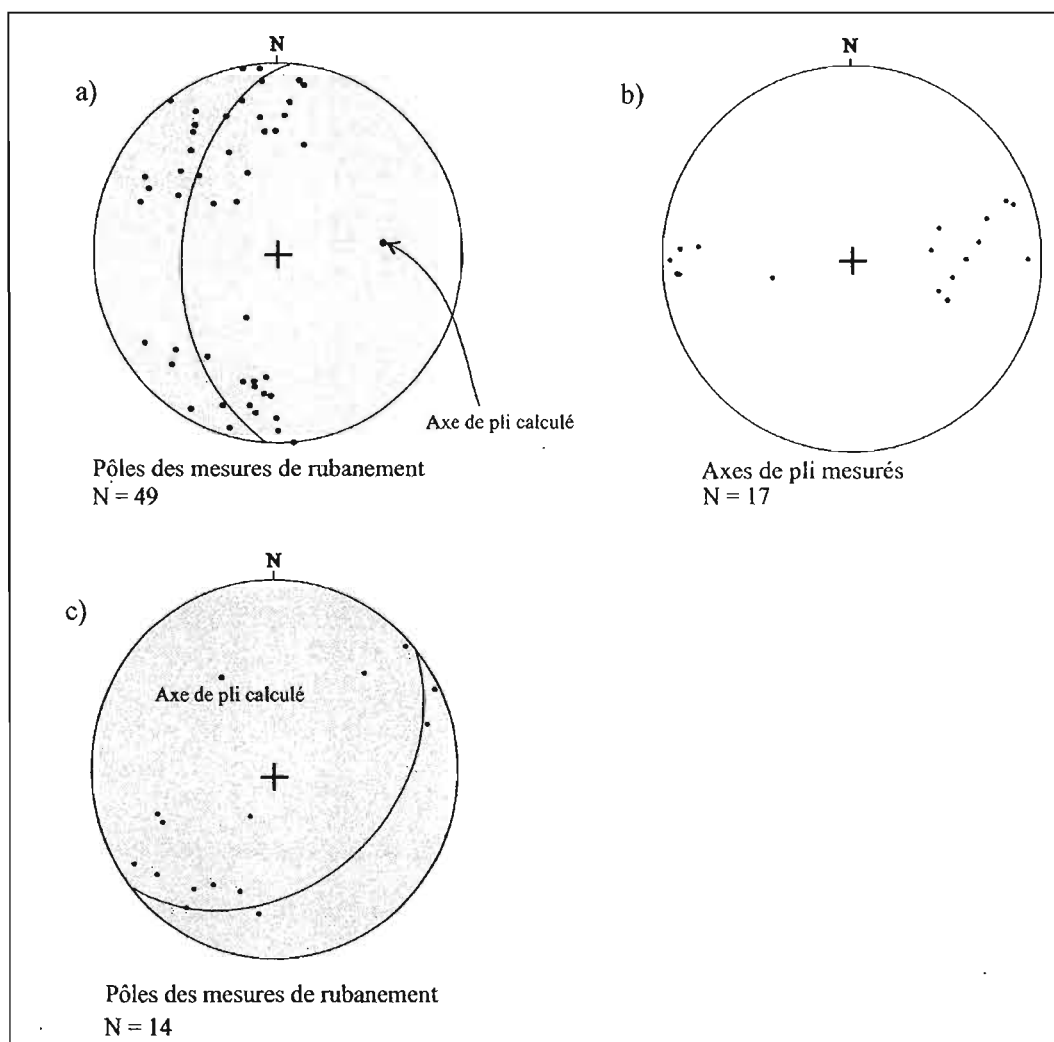 N
a)
Axe de pli calculé
Pôles des mesures de rubanement
N = 49
N
b)
Axes de pli mesurés
N = 17
N
c)
Axe de pli calculé
Pôles des mesures de rubanement
N = 14